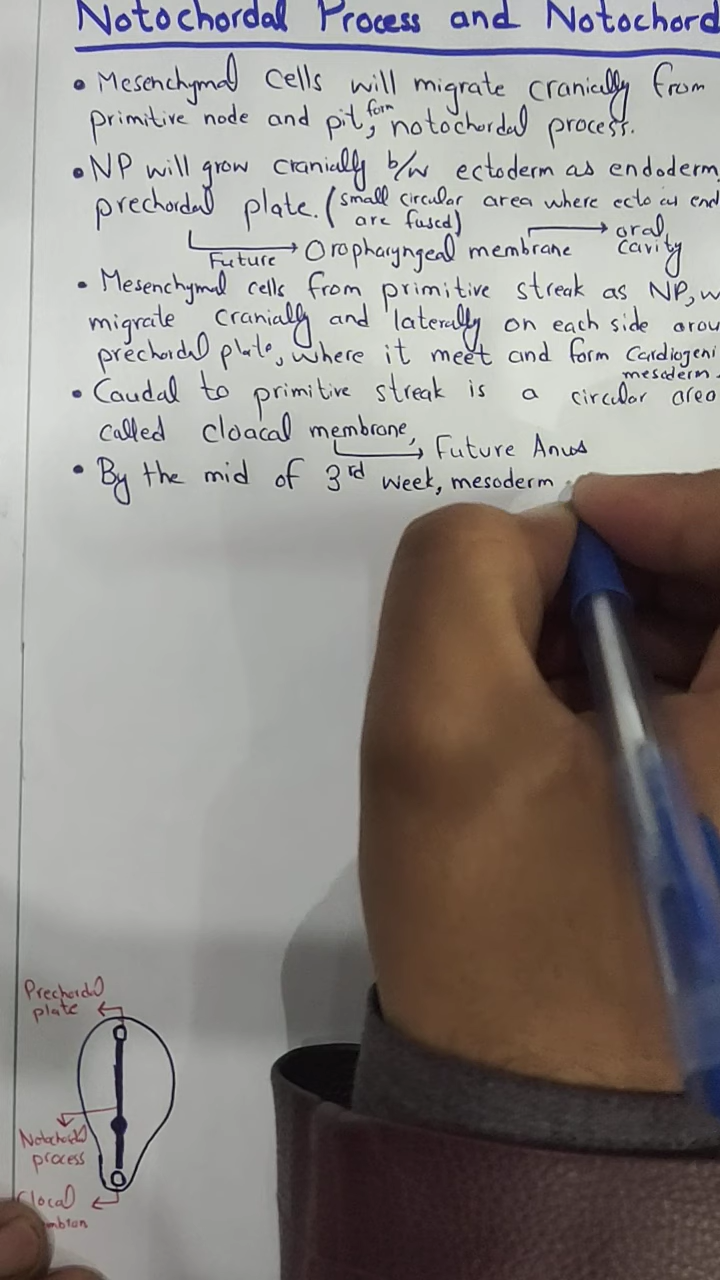 Notochordal Process and Notochord
• Mesenchymal cells will migrate cranially from
primitive node and pit, form notochordal process.
• NP will grow cranially b/w ectoderm as endoderm,
prechordal plate. (small circular area where ecto as end
are fused)
Future → Oropharyngeal membrane → oral cavity
• Mesenchymal cells from primitive streak as NP, w
migrate cranially and laterally on each side arou
prechordal plate, where it meet and form Cardiogeni
mesoderm.
• Caudal to primitive streak is a circular area
called cloacal membrane,
→ Future Anus
• By the mid of 3rd week, mesoderm
Prechordal
plate
Notochordal
process
Clocal
mbran